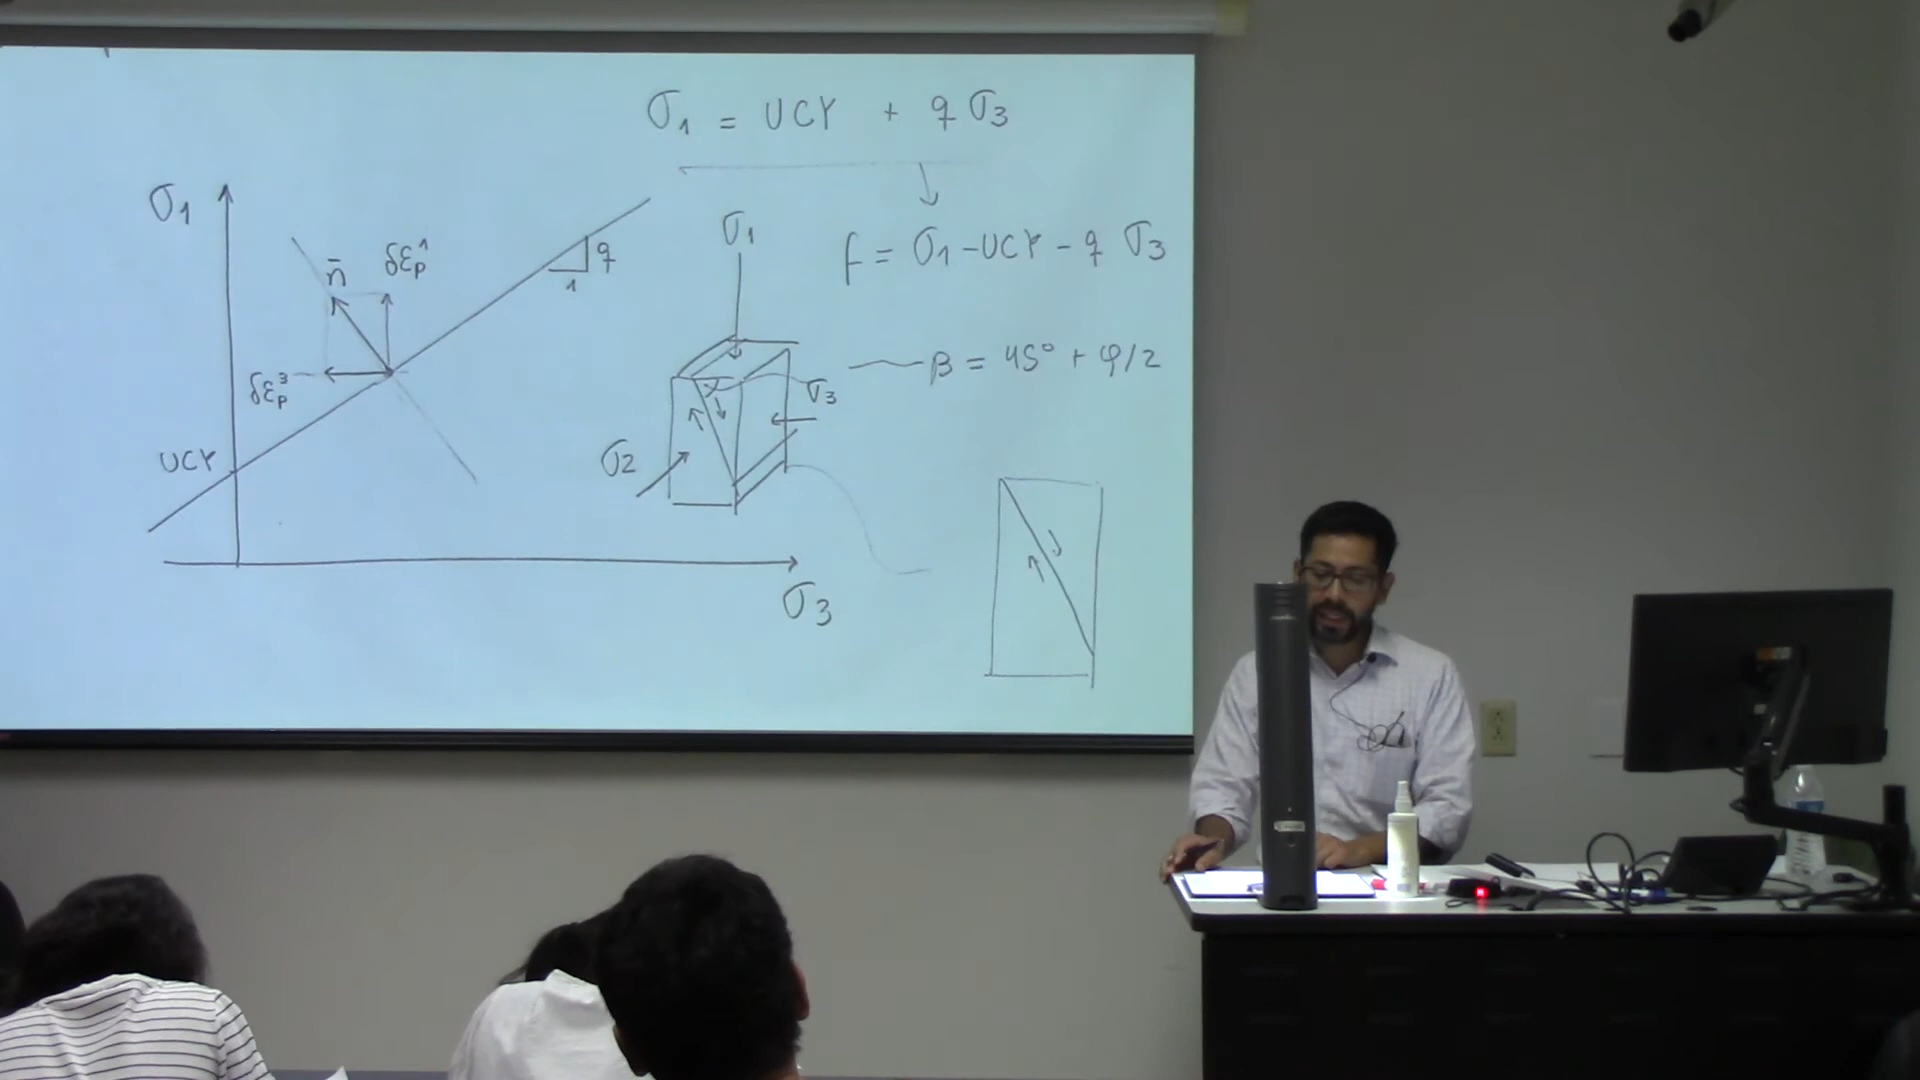 σ1 = UCY + q σ3
σ1
f = σ1 - UCY - q σ3
σ1
q
1
n̄
δεp¹
δεp³
β = 45° + φ/2
σ3
σ2
UCY
σ3